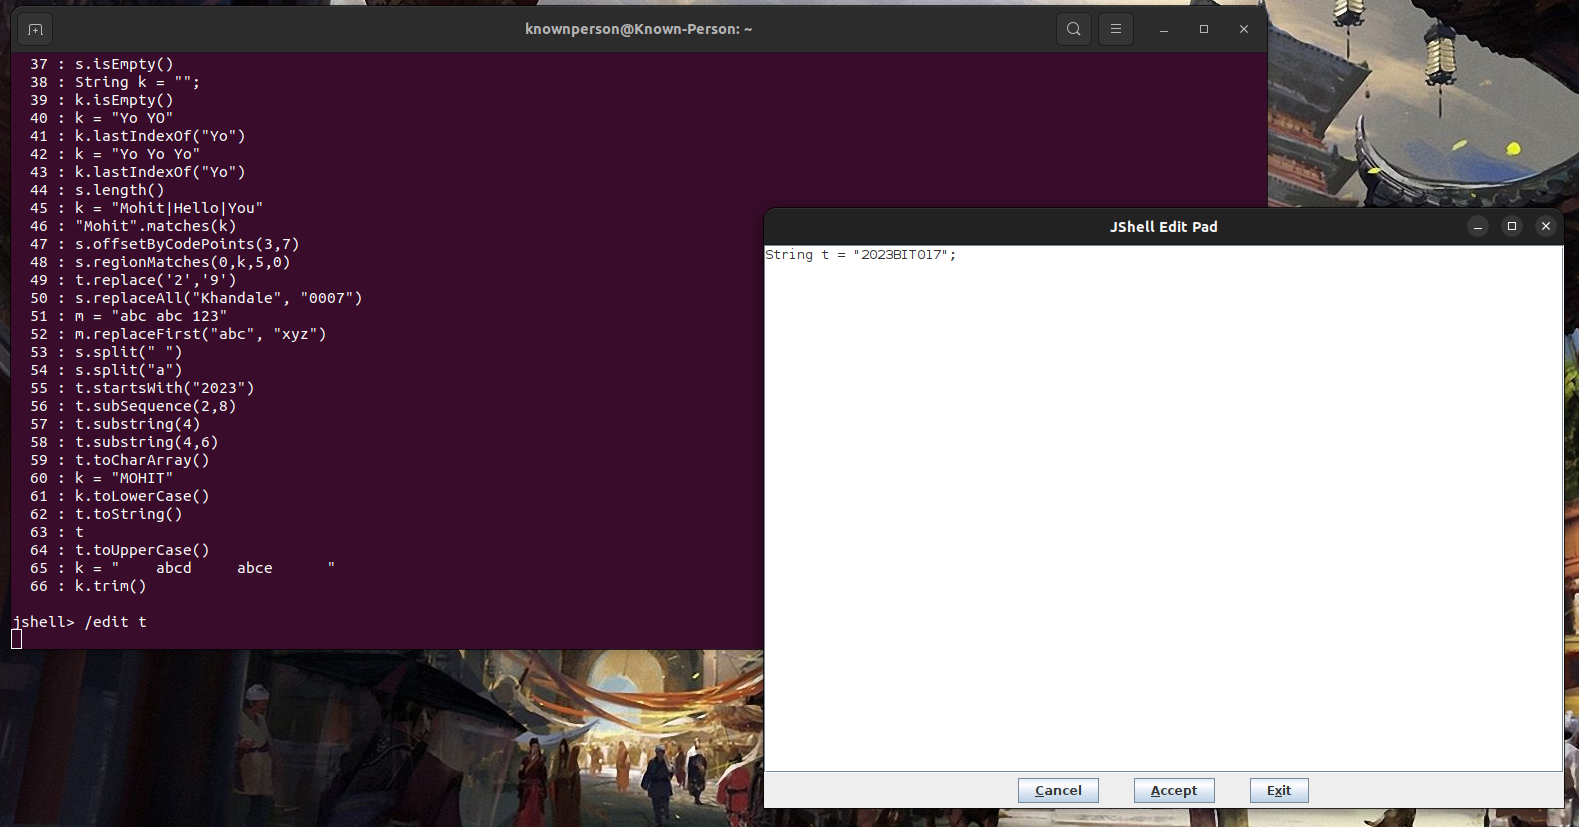 knownperson@Known-Person: ~
37 : s.isEmpty()
38 : String k = "";
39 : k.isEmpty()
40 : k = "Yo YO"
41 : k.lastIndexOf("Yo")
42 : k = "Yo Yo Yo"
43 : k.lastIndexOf("Yo")
44 : s.length()
45 : k = "Mohit|Hello|You"
46 : "Mohit".matches(k)
47 : s.offsetByCodePoints(3,7)
48 : s.regionMatches(0,k,5,0)
49 : t.replace('2','9')
50 : s.replaceAll("Khandale", "0007")
51 : m = "abc abc 123"
52 : m.replaceFirst("abc", "xyz")
53 : s.split(" ")
54 : s.split("a")
55 : t.startsWith("2023")
56 : t.subSequence(2,8)
57 : t.substring(4)
58 : t.substring(4,6)
59 : t.toCharArray()
60 : k = "MOHIT"
61 : k.toLowerCase()
62 : t.toString()
63 : t
64 : t.toUpperCase()
65 : k = "    abcd     abce      "
66 : k.trim()
jshell> /edit t
JShell Edit Pad
String t = "2023BIT017";
Cancel Accept Exit